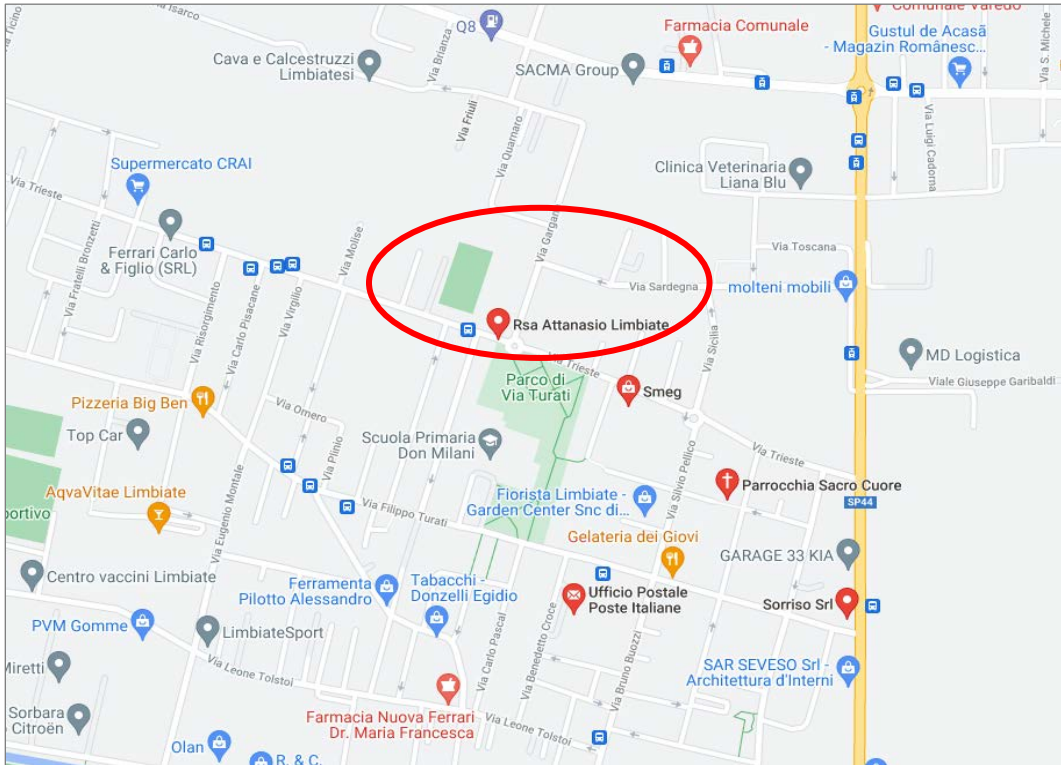 Comunale Varedo
Via Isarco
Via Ticino
Via Brianza
Q8
Farmacia Comunale
Gustul de Acasă
- Magazin Românesc...
Via S. Michele
Cava e Calcestruzzi
Limbiatesi
SACMA Group
Via Friuli
Via Quarnaro
Via Luigi Cadorna
Supermercato CRAI
Clinica Veterinaria
Liana Blu
Via Trieste
Via Fratelli Bronzetti
Ferrari Carlo
& Figlio (SRL)
Via Molise
Via Gargano
Via Toscana
Via Sardegna
molteni mobili
Via Risorgimento
Via Carlo Pisacane
Via Virgilio
Rsa Attanasio Limbiate
Via Sicilia
MD Logistica
Viale Giuseppe Garibaldi
Via Trieste
Parco di
Via Turati
Smeg
Pizzeria Big Ben
Via Omero
Top Car
Via Plinio
Scuola Primaria
Don Milani
Via Silvio Pellico
Via Trieste
Parrocchia Sacro Cuore
SP44
AqvaVitae Limbiate
portivo
Via Eugenio Montale
Via Filippo Turati
Fiorista Limbiate -
Garden Center Snc di...
Gelateria dei Giovi
GARAGE 33 KIA
Centro vaccini Limbiate
Ferramenta
Pilotto Alessandro
Tabacchi -
Donzelli Egidio
Ufficio Postale
Poste Italiane
Sorriso Srl
PVM Gomme
LimbiateSport
Via Carlo Pascal
Via Benedetto Croce
Via Bruno Buozzi
Miretti
Via Leone Tolstoi
SAR SEVESO Srl -
Architettura d'Interni
Sorbara
Citroën
Farmacia Nuova Ferrari
Dr. Maria Francesca
Via Leone Tolstoi
Olan
R. & C.